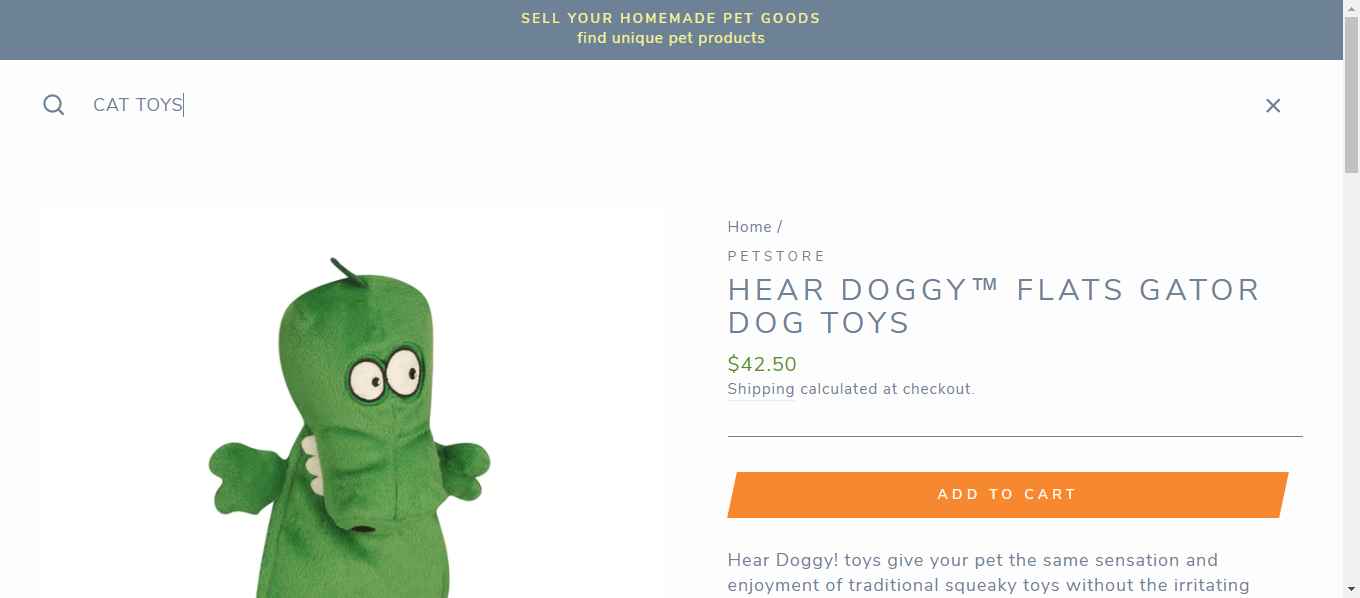 SELL YOUR HOMEMADE PET GOODS
find unique pet products
CAT TOYS
Home /
PETSTORE
HEAR DOGGY™ FLATS GATOR
DOG TOYS
$42.50
Shipping calculated at checkout.
ADD TO CART
Hear Doggy! toys give your pet the same sensation and
enjoyment of traditional squeaky toys without the irritating